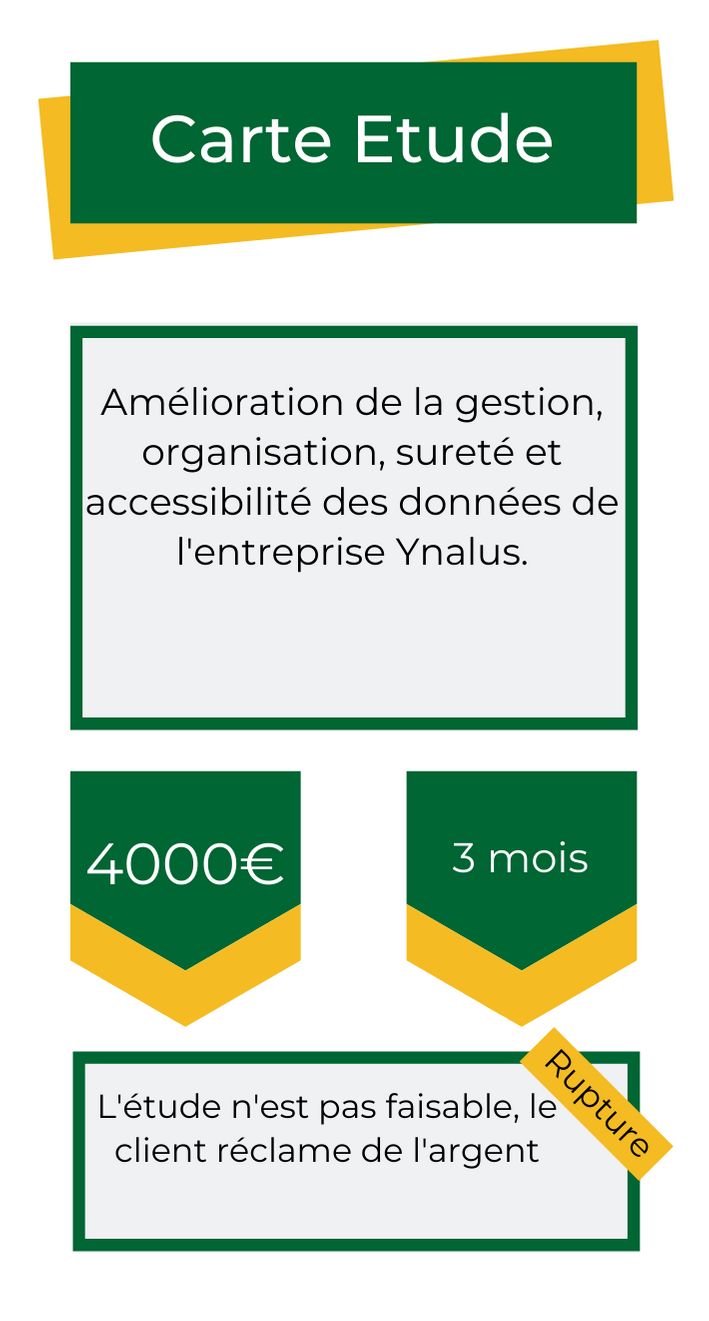 Carte Etude
Amélioration de la gestion,
organisation, sureté et
accessibilité des données de
l'entreprise Ynalus.
4000€
3 mois
Rupture
L'étude n'est pas faisable, le
client réclame de l'argent